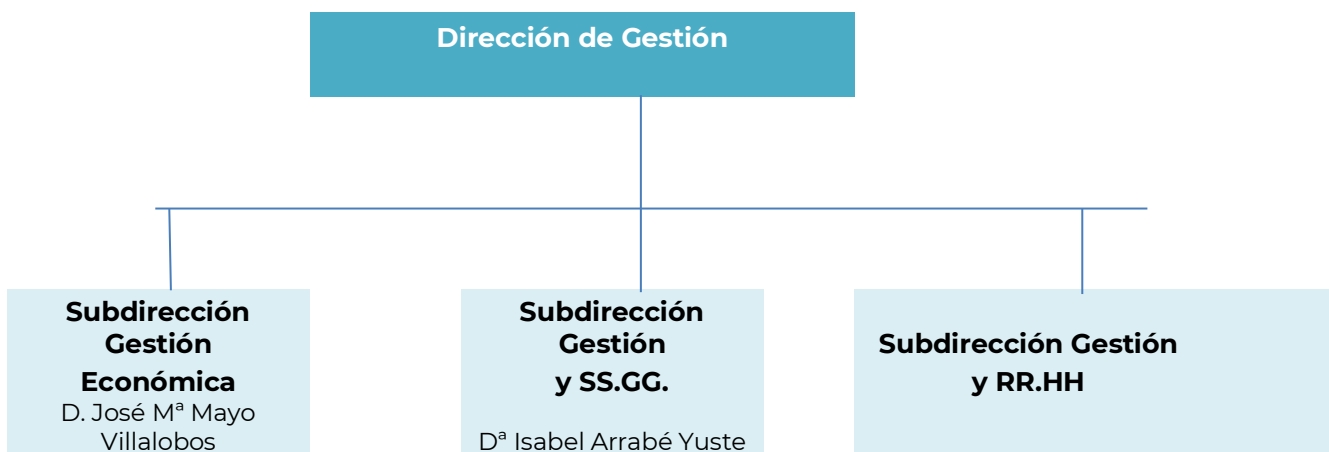 Dirección de Gestión
Subdirección
Gestión
Económica
D. José Mª Mayo
Villalobos
Subdirección
Gestión
y SS.GG.
Dª Isabel Arrabé Yuste
Subdirección Gestión
y RR.HH